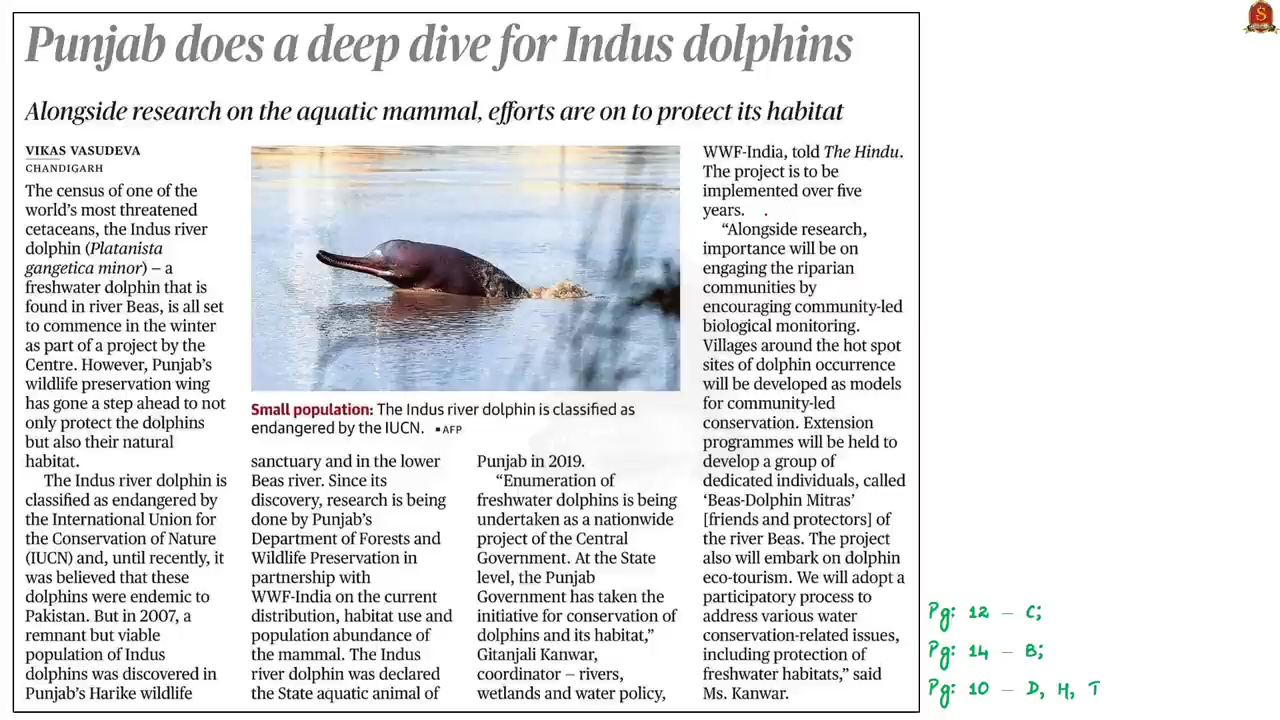 Punjab does a deep dive for Indus dolphins
Alongside research on the aquatic mammal, efforts are on to protect its habitat
VIKAS VASUDEVA
CHANDIGARH
The census of one of the
world's most threatened
cetaceans, the Indus river
dolphin (Platanista
gangetica minor) – a
freshwater dolphin that is
found in river Beas, is all set
to commence in the winter
as part of a project by the
Centre. However, Punjab's
wildlife preservation wing
has gone a step ahead to not
only protect the dolphins
but also their natural
habitat.
The Indus river dolphin is
classified as endangered by
the International Union for
the Conservation of Nature
(IUCN) and, until recently, it
was believed that these
dolphins were endemic to
Pakistan. But in 2007, a
remnant but viable
population of Indus
dolphins was discovered in
Punjab's Harike wildlife
Small population: The Indus river dolphin is classified as
endangered by the IUCN. ▪ AFP
sanctuary and in the lower
Beas river. Since its
discovery, research is being
done by Punjab's
Department of Forests and
Wildlife Preservation in
partnership with
WWF-India on the current
distribution, habitat use and
population abundance of
the mammal. The Indus
river dolphin was declared
the State aquatic animal of
Punjab in 2019.
"Enumeration of
freshwater dolphins is being
undertaken as a nationwide
project of the Central
Government. At the State
level, the Punjab
Government has taken the
initiative for conservation of
dolphins and its habitat,"
Gitanjali Kanwar,
coordinator – rivers,
wetlands and water policy,
WWF-India, told The Hindu.
The project is to be
implemented over five
years.
"Alongside research,
importance will be on
engaging the riparian
communities by
encouraging community-led
biological monitoring.
Villages around the hot spot
sites of dolphin occurrence
will be developed as models
for community-led
conservation. Extension
programmes will be held to
develop a group of
dedicated individuals, called
'Beas-Dolphin Mitras'
[friends and protectors] of
the river Beas. The project
also will embark on dolphin
eco-tourism. We will adopt a
participatory process to
address various water
conservation-related issues,
including protection of
freshwater habitats," said
Ms. Kanwar.
S
Pg: 12 – C;
Pg: 14 – B;
Pg: 10 – D, H, T